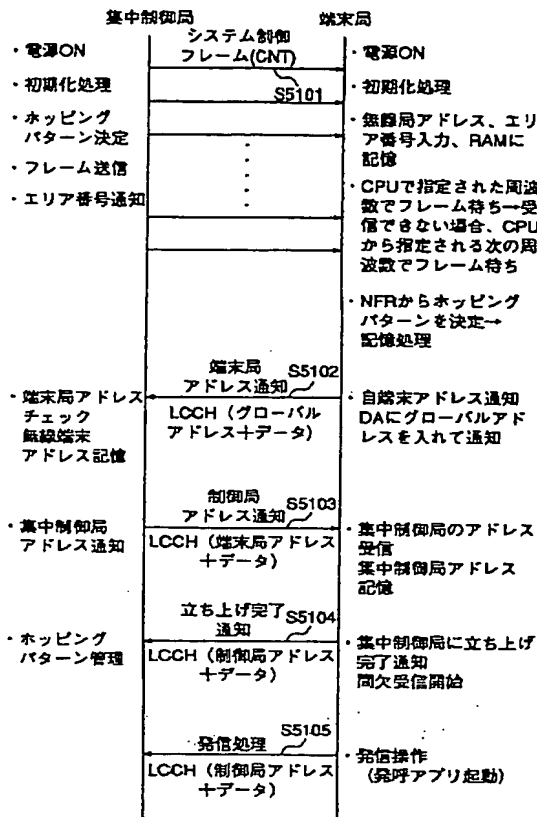 集中制御局
端末局
システム制御
フレーム(CNT)
S5101
・電源ON
・初期化処理
・ホッピング
パターン決定
・フレーム送信
・エリア番号通知
・電源ON
・初期化処理
・無線局アドレス、エリ
ア番号入力、RAMに
記憶
・CPUで指定された周波
数でフレーム待ち→受
信できない場合、CPU
から指定される次の周
波数でフレーム待ち
・NFRからホッピング
パターンを決定→
記憶処理
端末局
アドレス通知
S5102
LCCH(グローバル
アドレス+データ)
・端末局アドレス
チェック
無線端末
アドレス記憶
・自端末アドレス通知
DAにグローバルアド
レスを入れて通知
制御局
アドレス通知
S5103
LCCH(端末局アドレス
+データ)
・集中制御局
アドレス通知
・集中制御局のアドレス
受信
集中制御局アドレス
記憶
立ち上げ完了
通知
S5104
LCCH(制御局アドレス
+データ)
・ホッピング
パターン管理
・集中制御局に立ち上げ
完了通知
間欠受信開始
発信処理
S5105
LCCH(制御局アドレス
+データ)
・発信操作
(発呼アプリ起動)